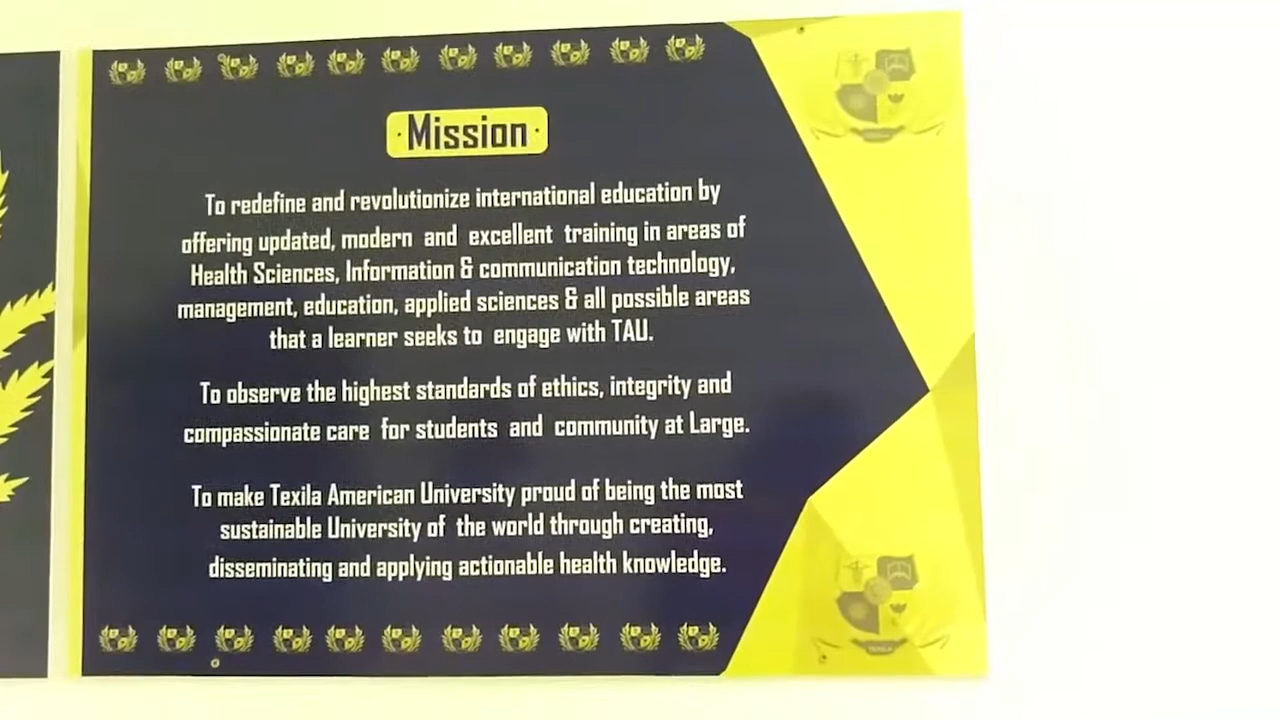 Mission
To redefine and revolutionize international education by
offering updated, modern and excellent training in areas of
Health Sciences, Information & communication technology,
management, education, applied sciences & all possible areas
that a learner seeks to engage with TAU.
To observe the highest standards of ethics, integrity and
compassionate care for students and community at Large.
To make Texila American University proud of being the most
sustainable University of the world through creating,
disseminating and applying actionable health knowledge.
TEXILA
TEXILA